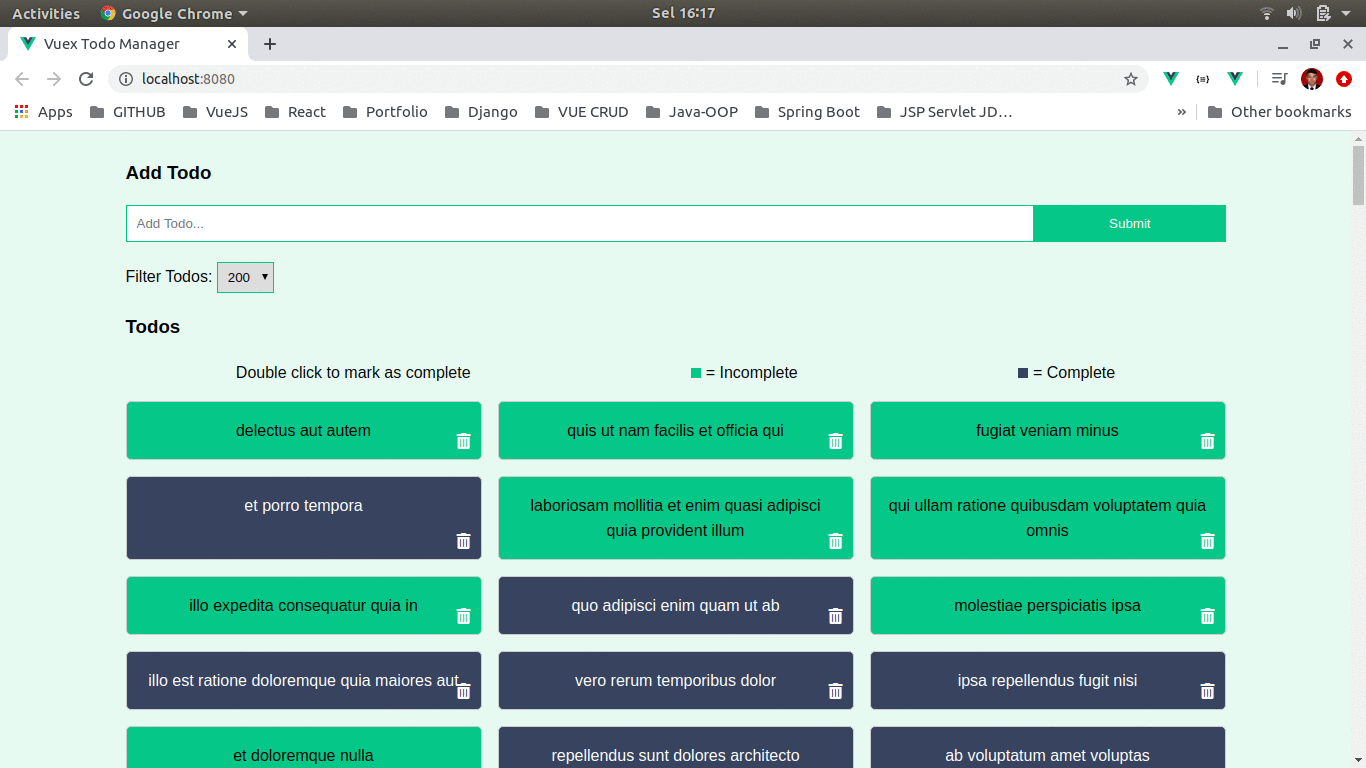 Activities Google Chrome Sel 16:17
Vuex Todo Manager
localhost:8080
Apps GITHUB VueJS React Portfolio Django VUE CRUD Java-OOP Spring Boot JSP Servlet JD… » Other bookmarks
Add Todo
Add Todo... Submit
Filter Todos: 200
Todos
Double click to mark as complete = Incomplete = Complete
delectus aut autem
quis ut nam facilis et officia qui
fugiat veniam minus
et porro tempora
laboriosam mollitia et enim quasi adipisci
quia provident illum
qui ullam ratione quibusdam voluptatem quia
omnis
illo expedita consequatur quia in
quo adipisci enim quam ut ab
molestiae perspiciatis ipsa
illo est ratione doloremque quia maiores aut
vero rerum temporibus dolor
ipsa repellendus fugit nisi
et doloremque nulla
repellendus sunt dolores architecto
ab voluptatum amet voluptas